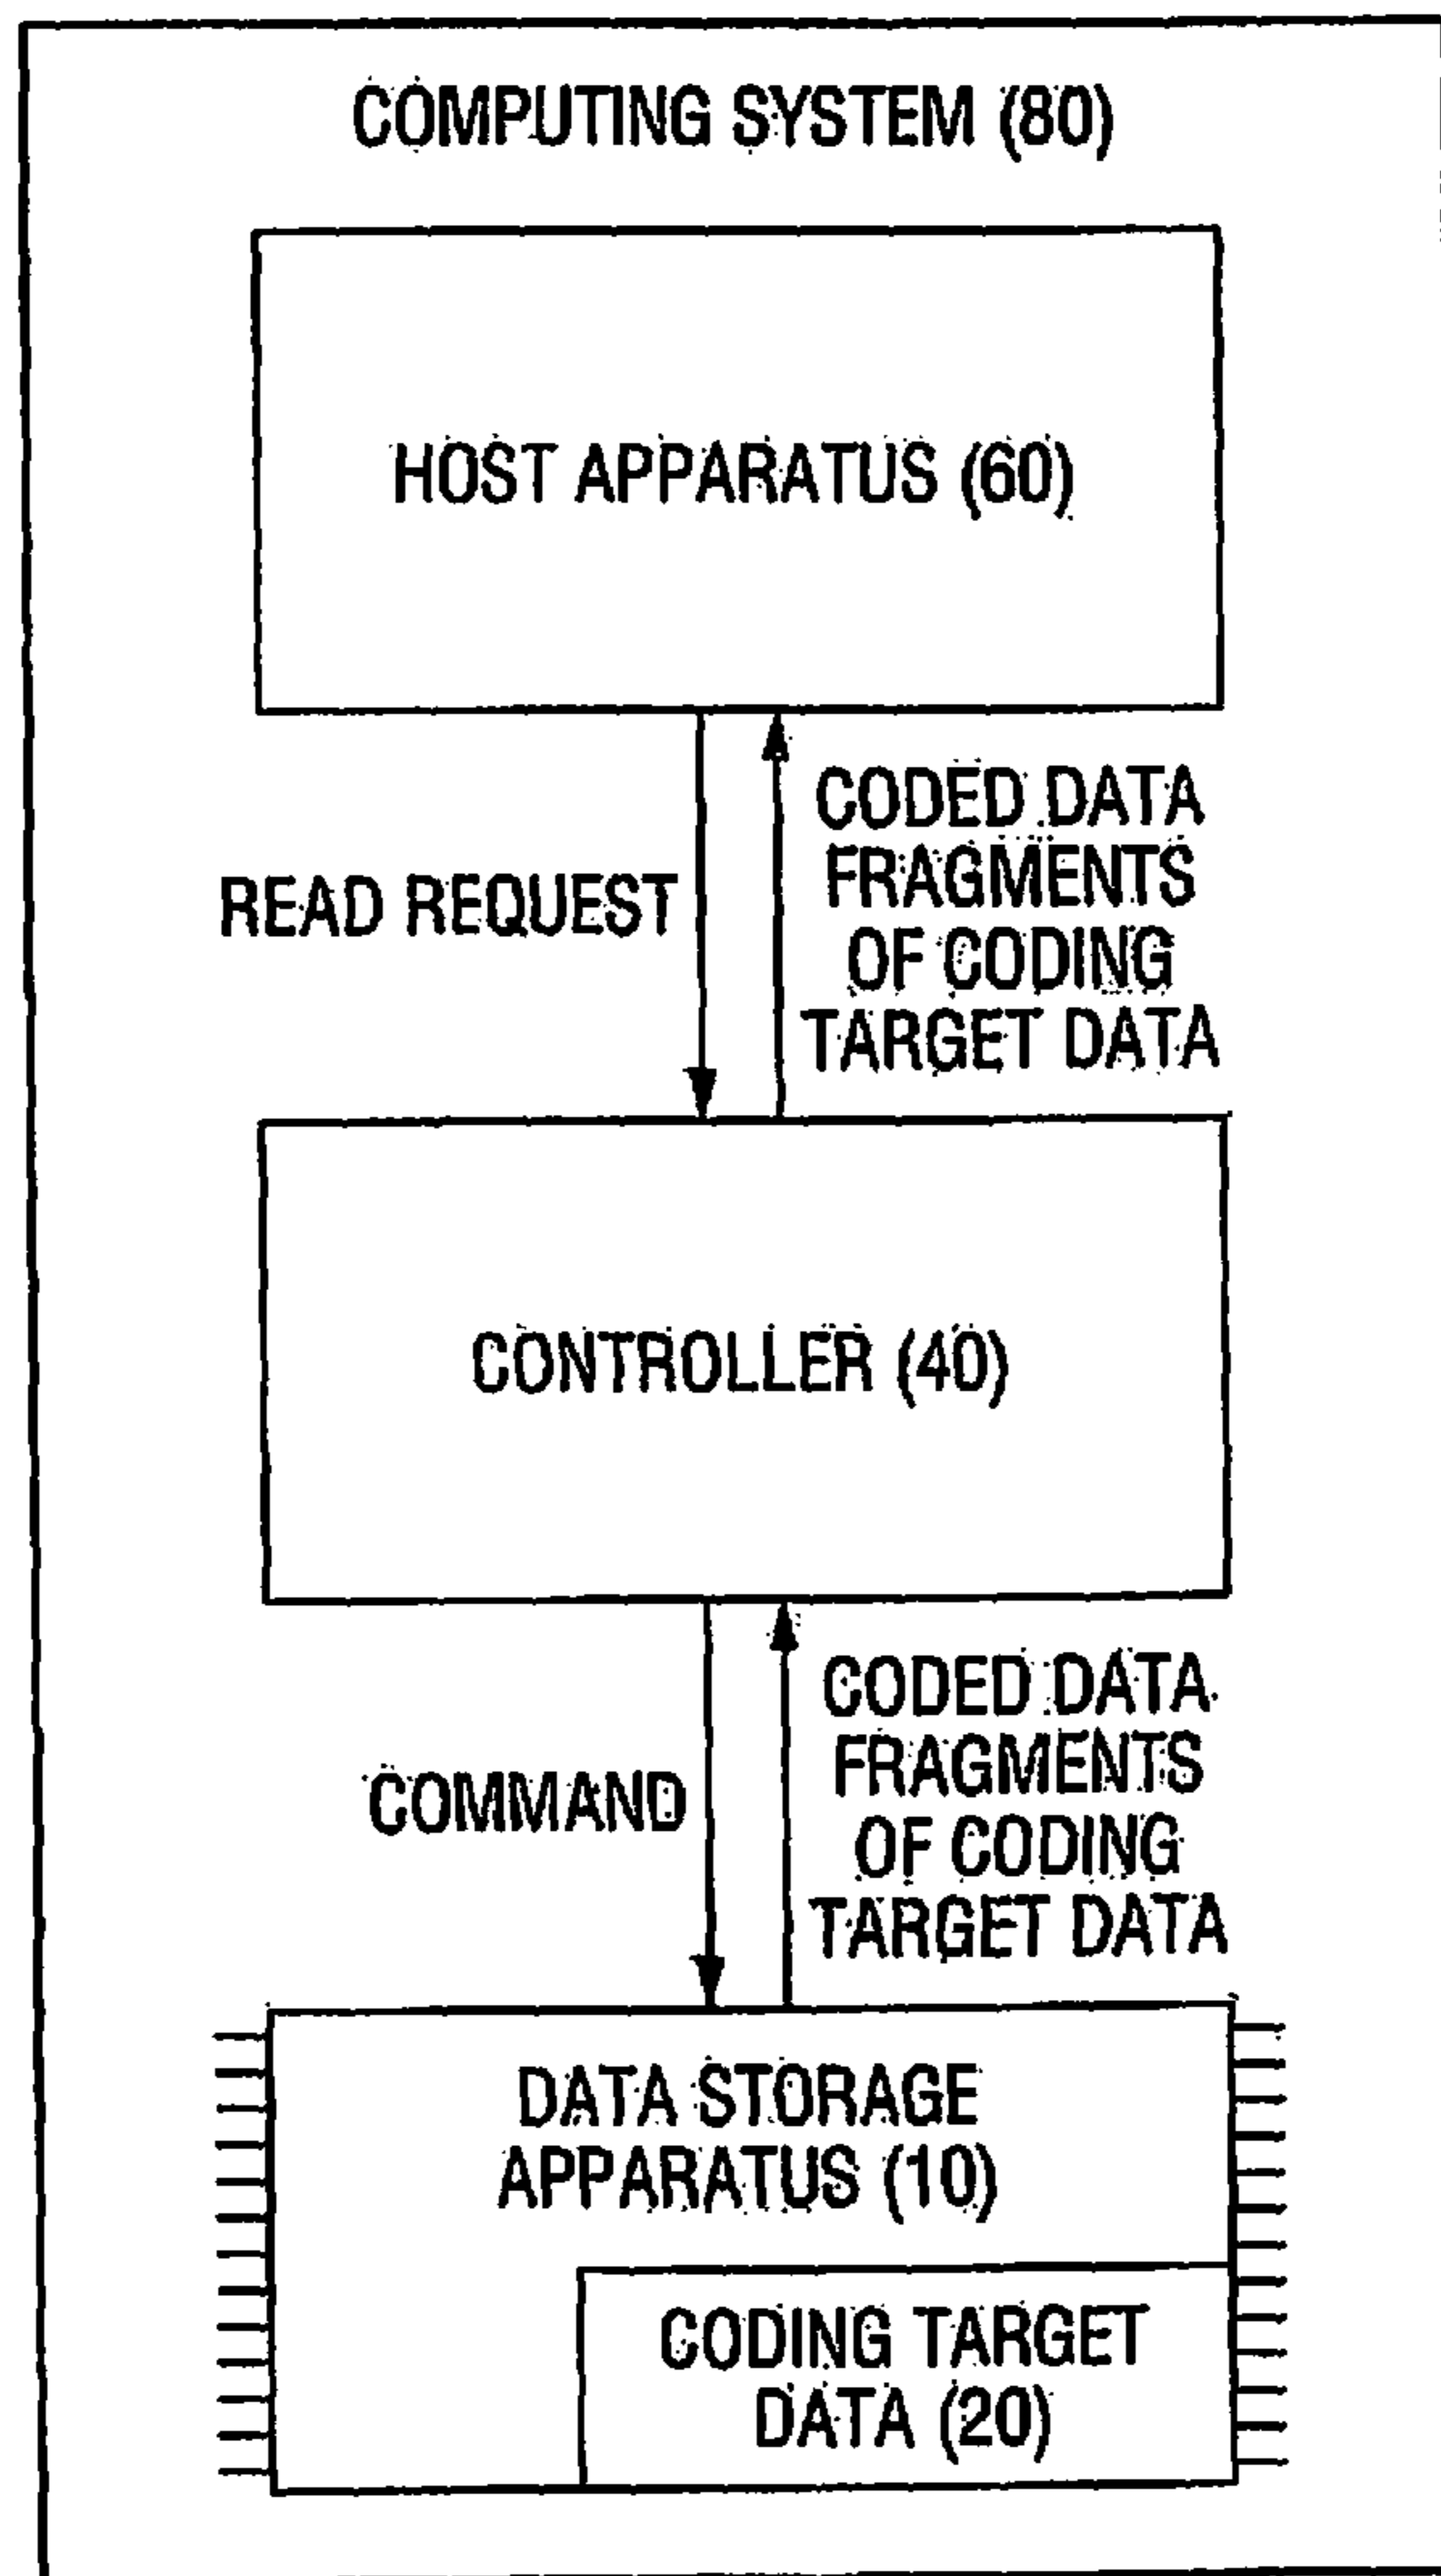 COMPUTING SYSTEM (80)
HOST APPARATUS (60)
READ REQUEST
CODED DATA
FRAGMENTS
OF CODING
TARGET DATA
CONTROLLER (40)
COMMAND
CODED DATA
FRAGMENTS
OF CODING
TARGET DATA
DATA STORAGE
APPARATUS (10)
CODING TARGET
DATA (20)